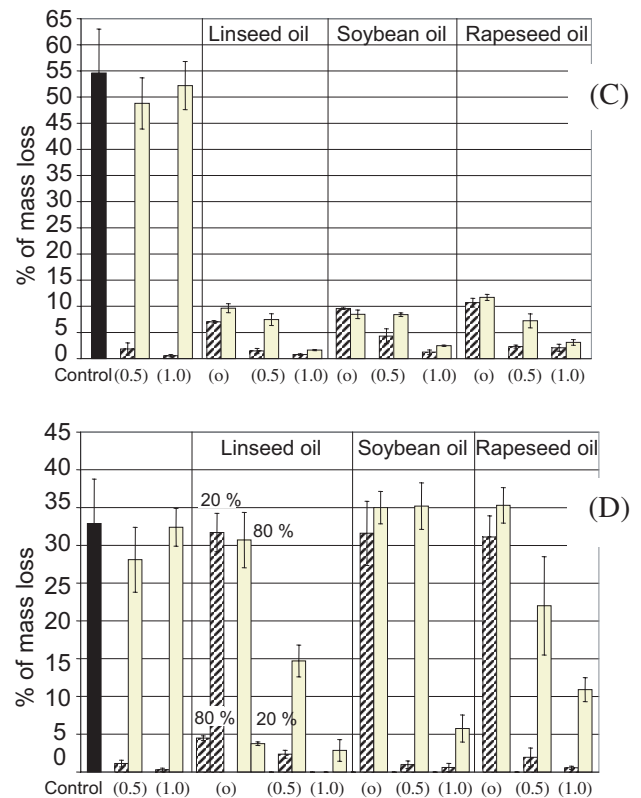 Linseed oil Soybean oil Rapeseed oil
(C)
% of mass loss
65
60
55
50
45
40
35
30
25
20
15
10
5
0
Control (0.5) (1.0) (o) (0.5) (1.0) (o) (0.5) (1.0) (o) (0.5) (1.0)
Linseed oil Soybean oil Rapeseed oil
(D)
% of mass loss
45
40
35
30
25
20
15
10
5
0
20 %
80 %
80 % 20 %
Control (0.5) (1.0) (o) (0.5) (1.0) (o) (0.5) (1.0) (o) (0.5) (1.0)